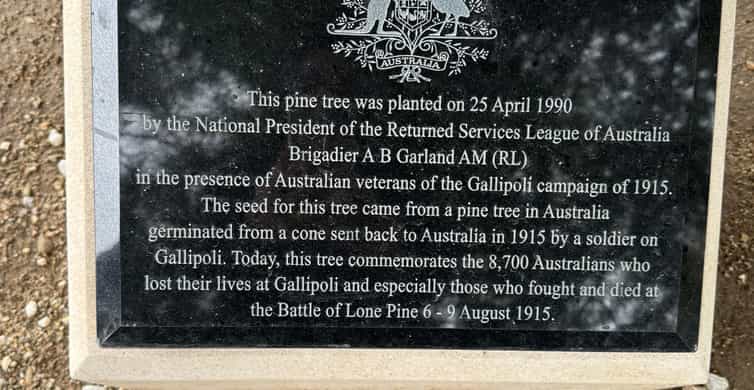 AUSTRALIA
This pine tree was planted on 25 April 1990
by the National President of the Returned Services League of Australia
Brigadier A B Garland AM (RL)
in the presence of Australian veterans of the Gallipoli campaign of 1915.
The seed for this tree came from a pine tree in Australia
germinated from a cone sent back to Australia in 1915 by a soldier on
Gallipoli. Today, this tree commemorates the 8,700 Australians who
lost their lives at Gallipoli and especially those who fought and died at
the Battle of Lone Pine 6 - 9 August 1915.